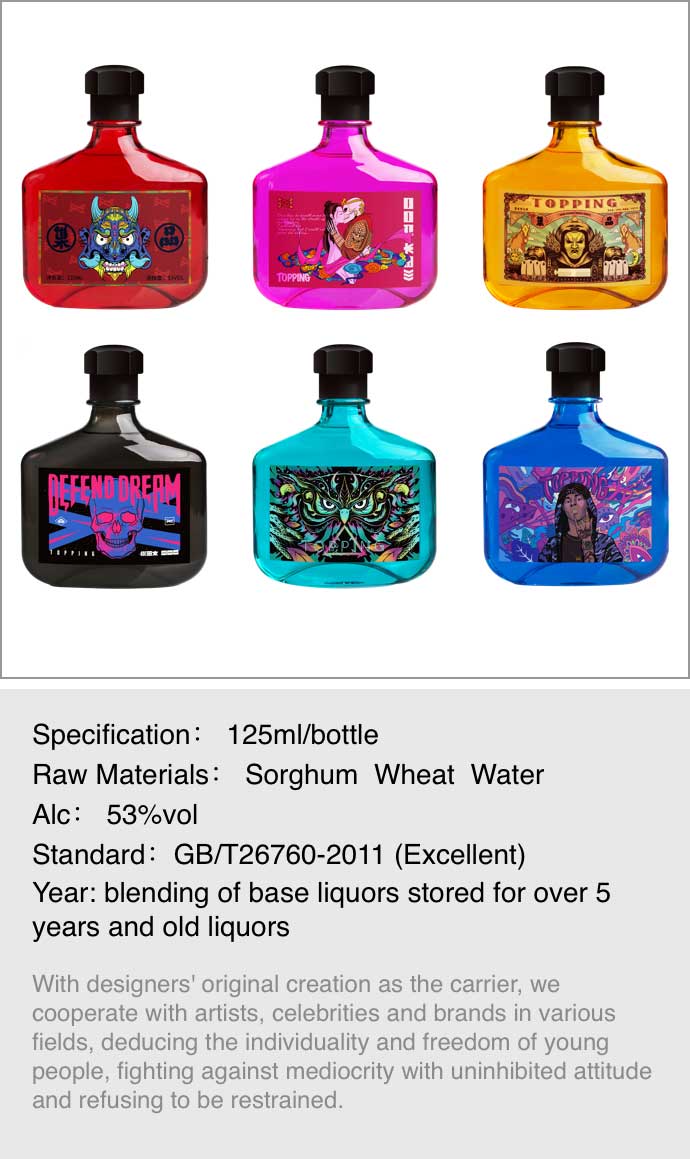 TOPPING
TOPPING
DEFEND DREAM
TOPPING
TOPPING
TOPPING
Specification： 125ml/bottle
Raw Materials： Sorghum Wheat Water
Alc： 53%vol
Standard：GB/T26760-2011 (Excellent)
Year: blending of base liquors stored for over 5
years and old liquors
With designers' original creation as the carrier, we
cooperate with artists, celebrities and brands in various
fields, deducing the individuality and freedom of young
people, fighting against mediocrity with uninhibited attitude
and refusing to be restrained.